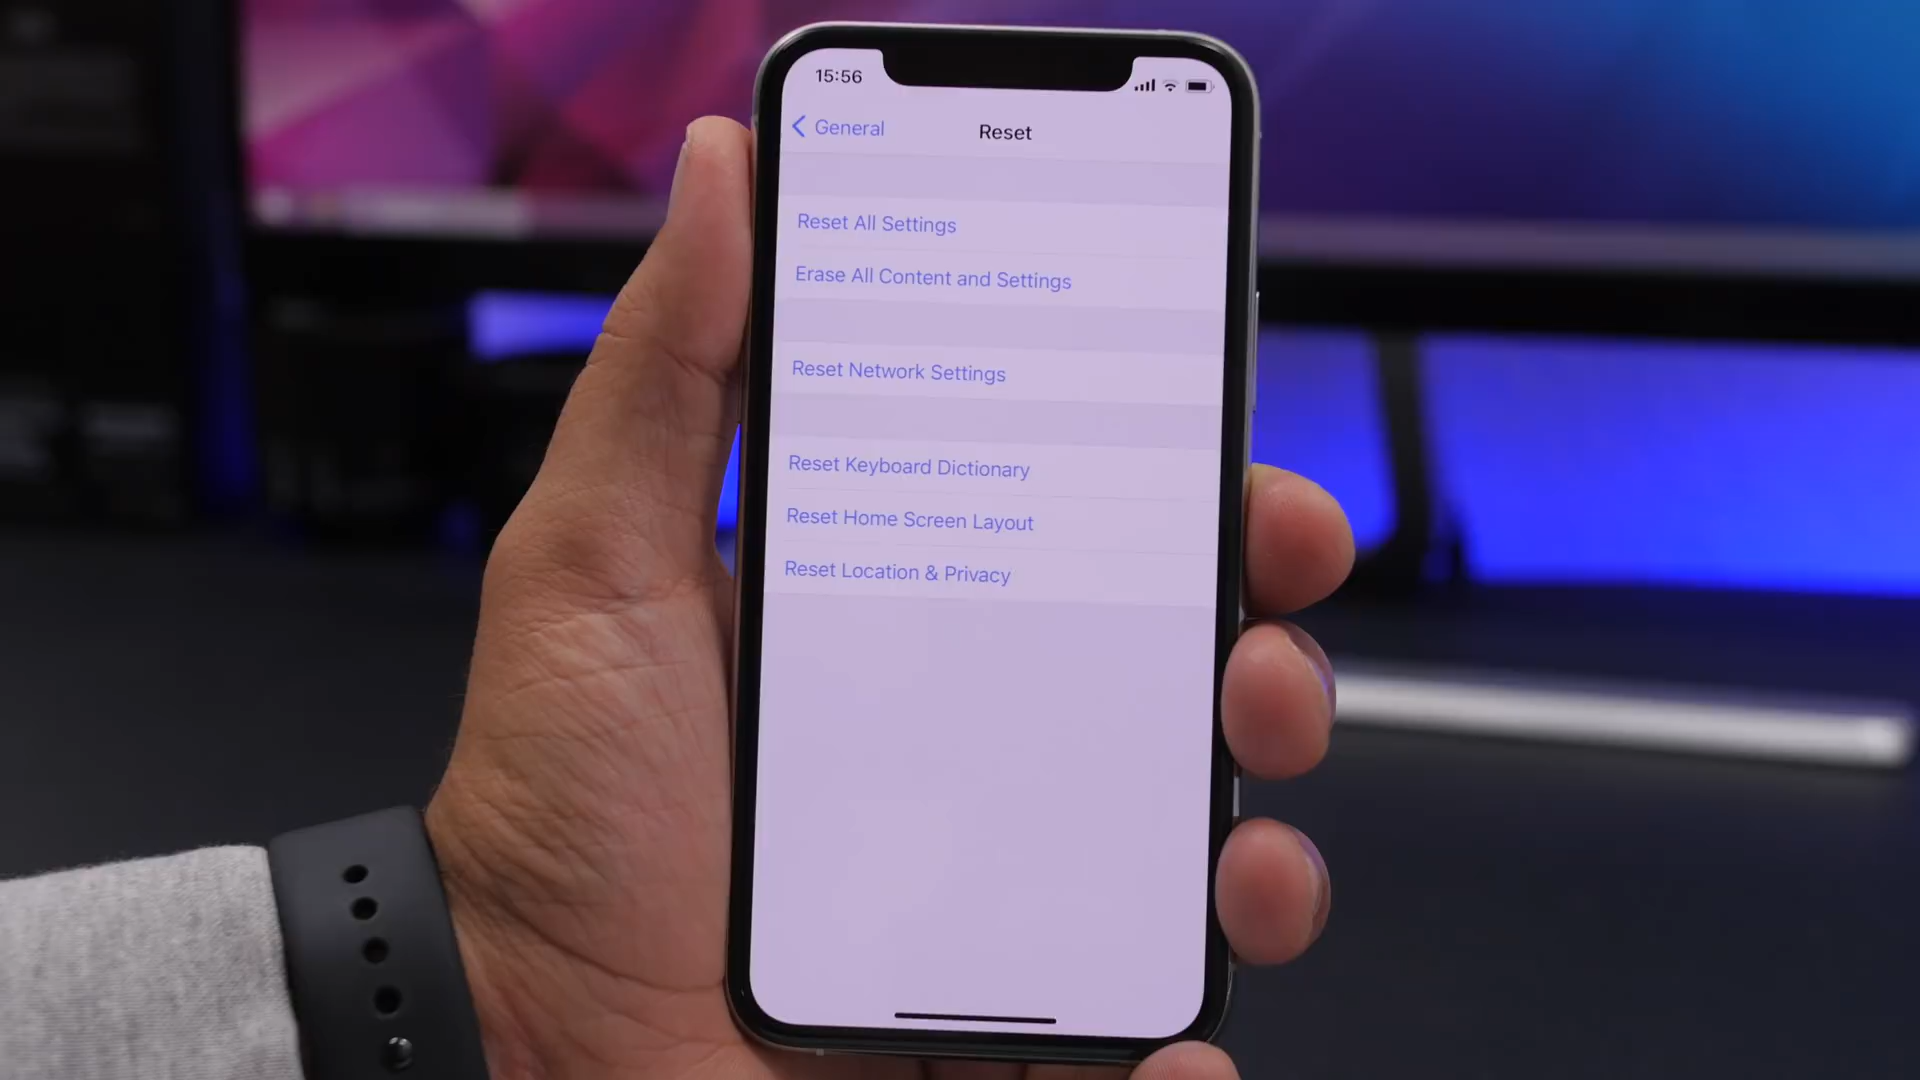 15:56
General
Reset
Reset All Settings
Erase All Content and Settings
Reset Network Settings
Reset Keyboard Dictionary
Reset Home Screen Layout
Reset Location & Privacy